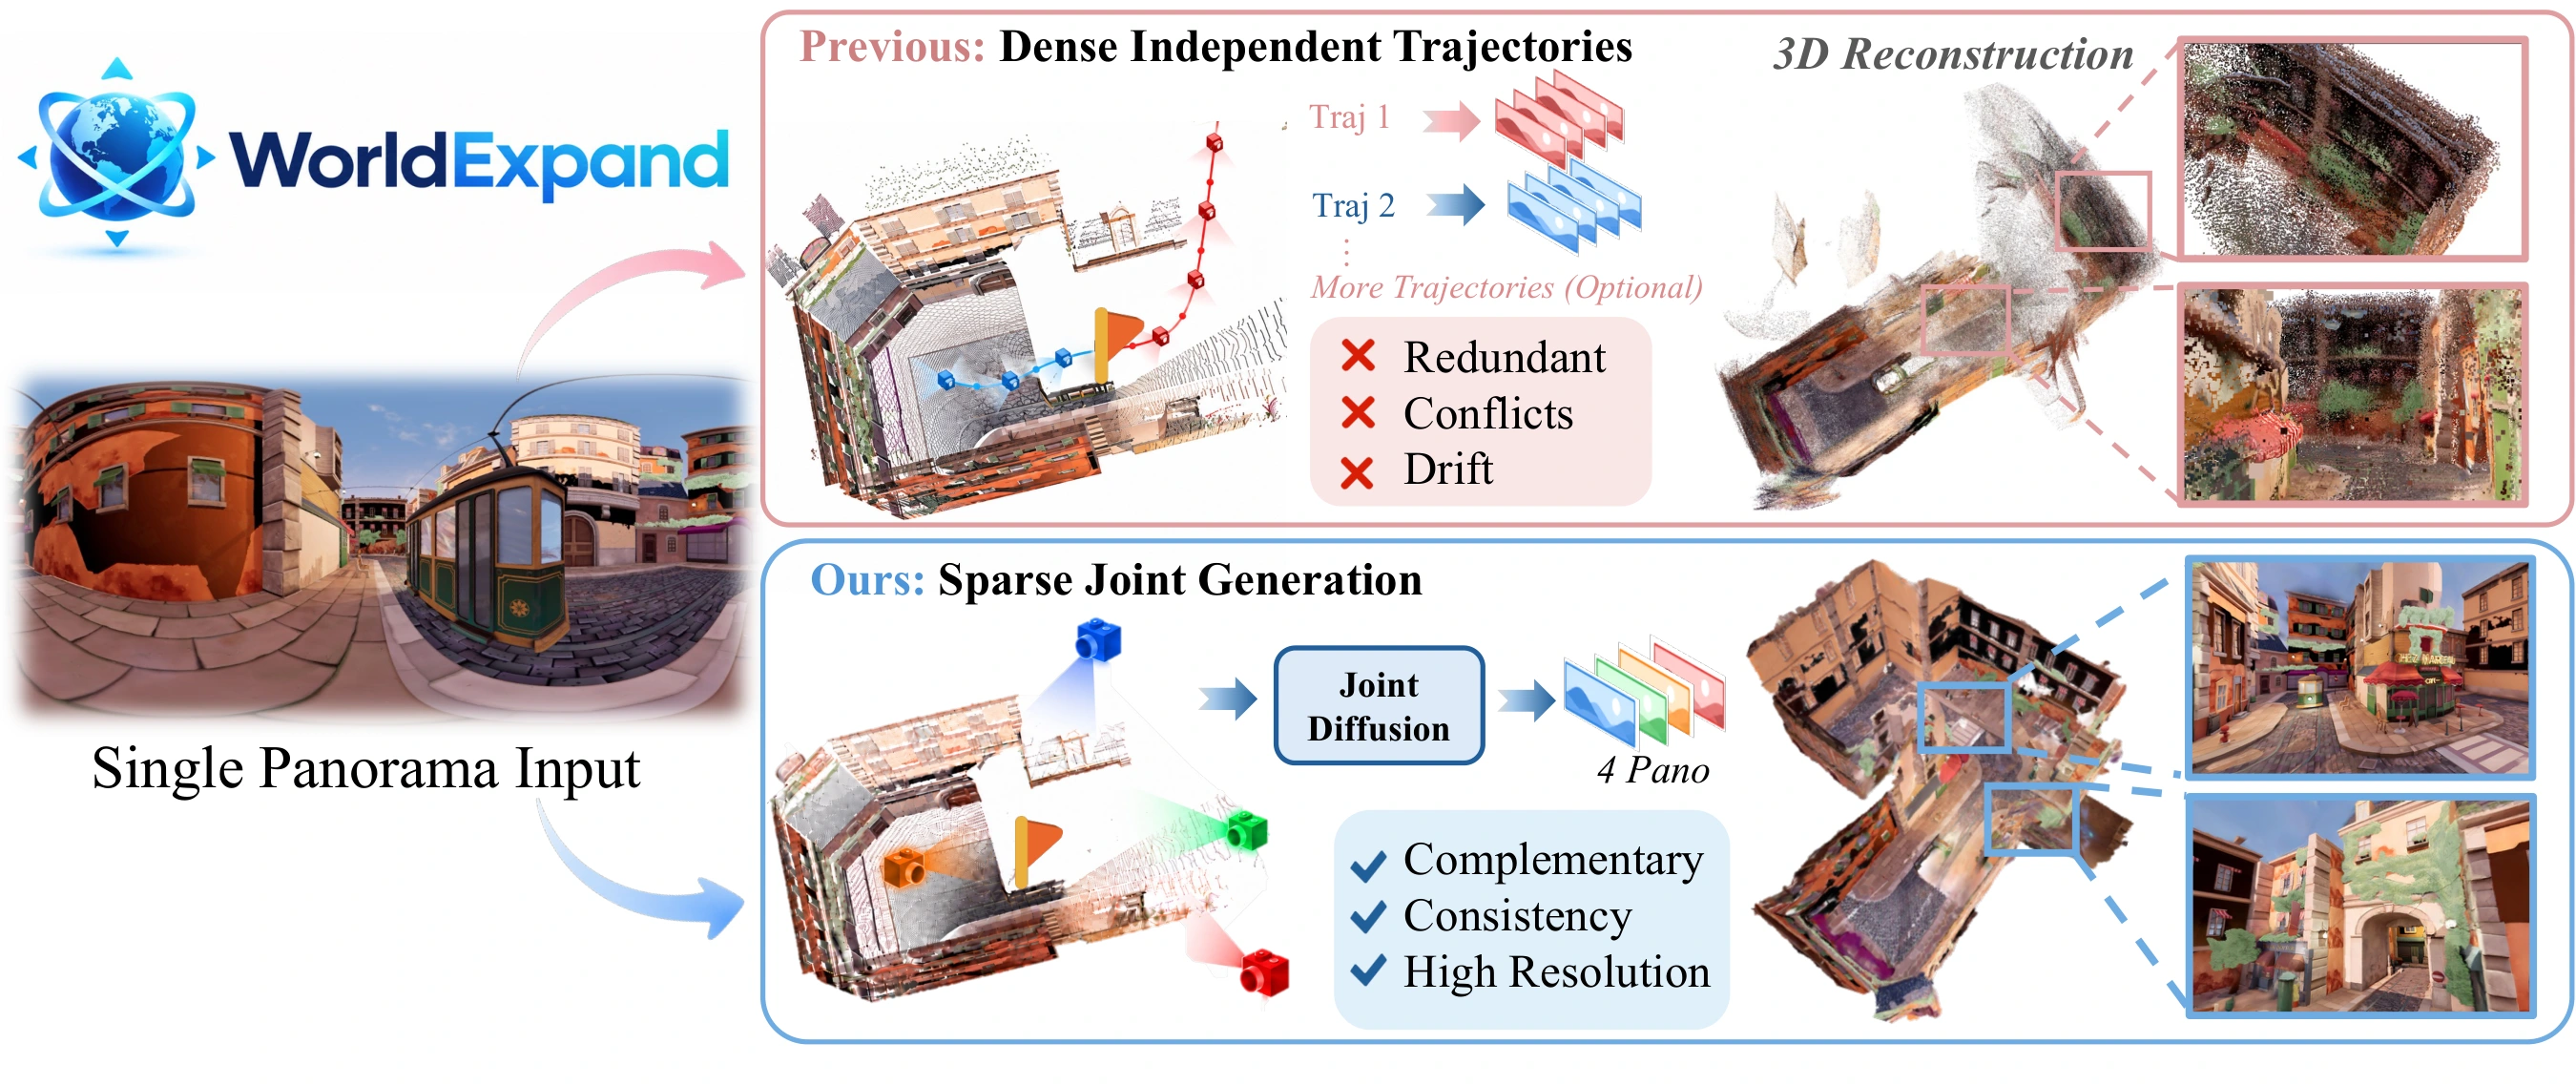 WorldExpand
Single Panorama Input
Previous: Dense Independent Trajectories
3D Reconstruction
Traj 1
Traj 2
More Trajectories (Optional)
Redundant
Conflicts
Drift
Ours: Sparse Joint Generation
Joint
Diffusion
4 Pano
Complementary
Consistency
High Resolution